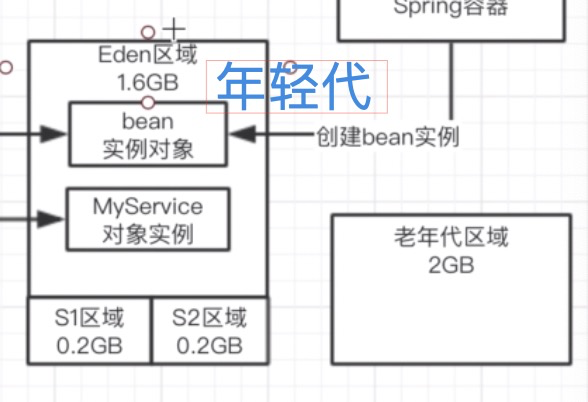 Spring容器
Eden区域
1.6GB
年轻代
bean
实例对象
创建bean实例
MyService
对象实例
老年代区域
2GB
S1区域
0.2GB
S2区域
0.2GB